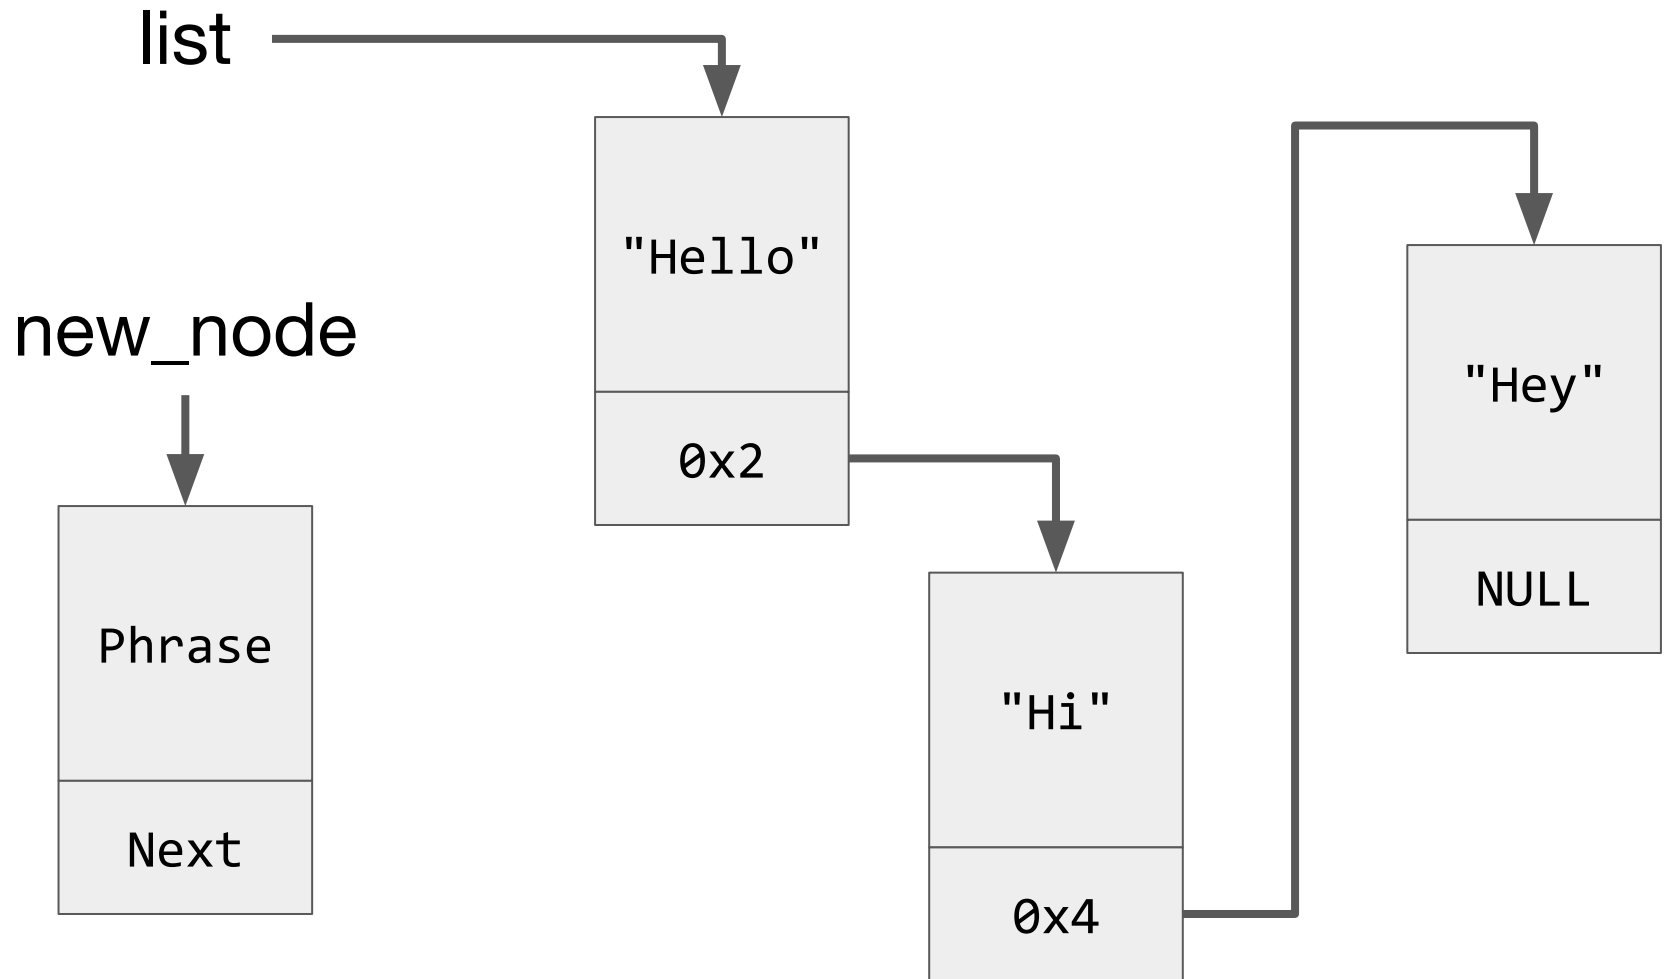 list
"Hello"
0x2
new_node
Phrase
Next
"Hi"
0x4
"Hey"
NULL